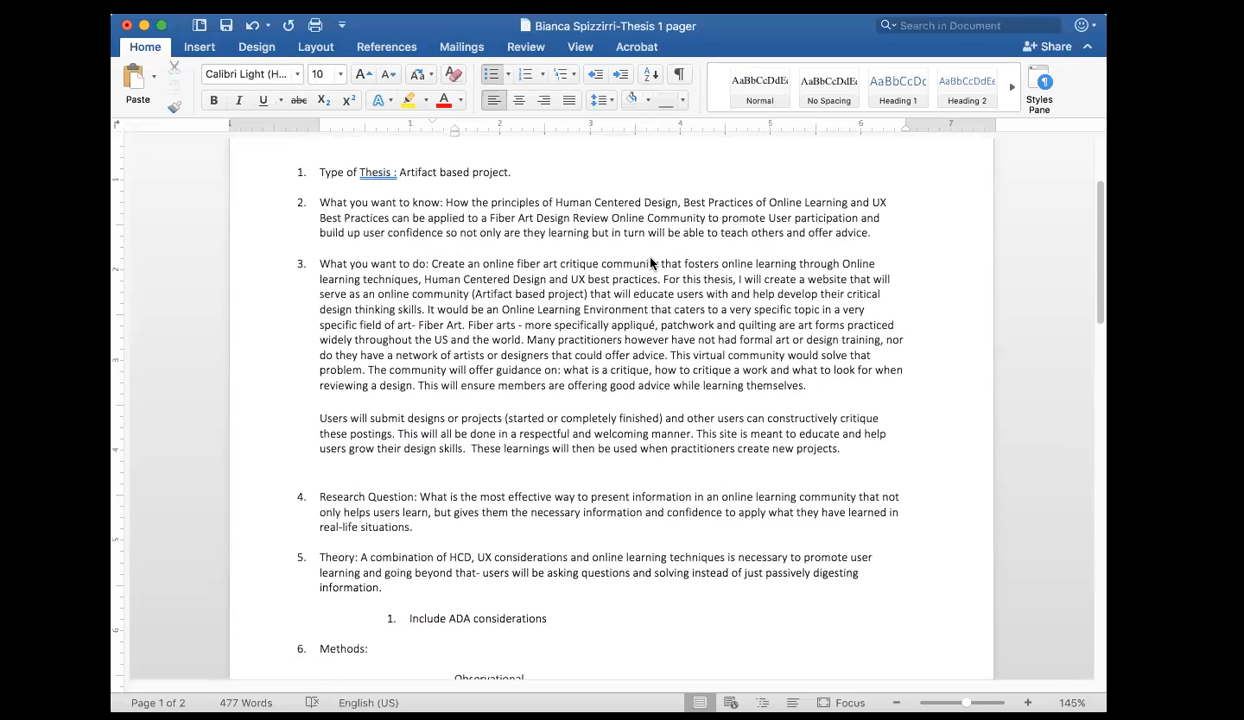 Bianca Spizzirri-Thesis 1 pager
Search in Document
Home Insert Design Layout References Mailings Review View Acrobat Share
Calibri Light (H... 10
Paste
AaBbCcDdEe AaBbCcDdEe AaBbCcDc AaBbCcDdEe
Normal No Spacing Heading 1 Heading 2 Styles Pane
1. Type of Thesis : Artifact based project.
2. What you want to know: How the principles of Human Centered Design, Best Practices of Online Learning and UX
Best Practices can be applied to a Fiber Art Design Review Online Community to promote User participation and
build up user confidence so not only are they learning but in turn will be able to teach others and offer advice.
3. What you want to do: Create an online fiber art critique community that fosters online learning through Online
learning techniques, Human Centered Design and UX best practices. For this thesis, I will create a website that will
serve as an online community (Artifact based project) that will educate users with and help develop their critical
design thinking skills. It would be an Online Learning Environment that caters to a very specific topic in a very
specific field of art- Fiber Art. Fiber arts - more specifically appliqué, patchwork and quilting are art forms practiced
widely throughout the US and the world. Many practitioners however have not had formal art or design training, nor
do they have a network of artists or designers that could offer advice. This virtual community would solve that
problem. The community will offer guidance on: what is a critique, how to critique a work and what to look for when
reviewing a design. This will ensure members are offering good advice while learning themselves.
Users will submit designs or projects (started or completely finished) and other users can constructively critique
these postings. This will all be done in a respectful and welcoming manner. This site is meant to educate and help
users grow their design skills. These learnings will then be used when practitioners create new projects.
4. Research Question: What is the most effective way to present information in an online learning community that not
only helps users learn, but gives them the necessary information and confidence to apply what they have learned in
real-life situations.
5. Theory: A combination of HCD, UX considerations and online learning techniques is necessary to promote user
learning and going beyond that- users will be asking questions and solving instead of just passively digesting
information.
1. Include ADA considerations
6. Methods:
Observational
Page 1 of 2 477 Words English (US) Focus 145%